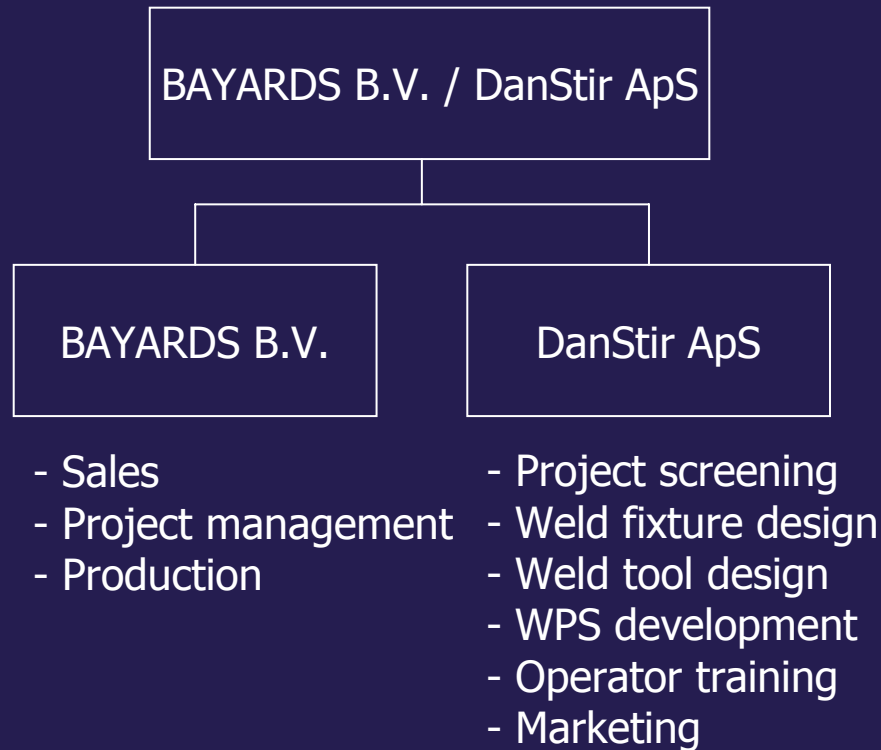 BAYARDS B.V. / DanStir ApS
BAYARDS B.V.
- Sales
- Project management
- Production
DanStir ApS
- Project screening
- Weld fixture design
- Weld tool design
- WPS development
- Operator training
- Marketing